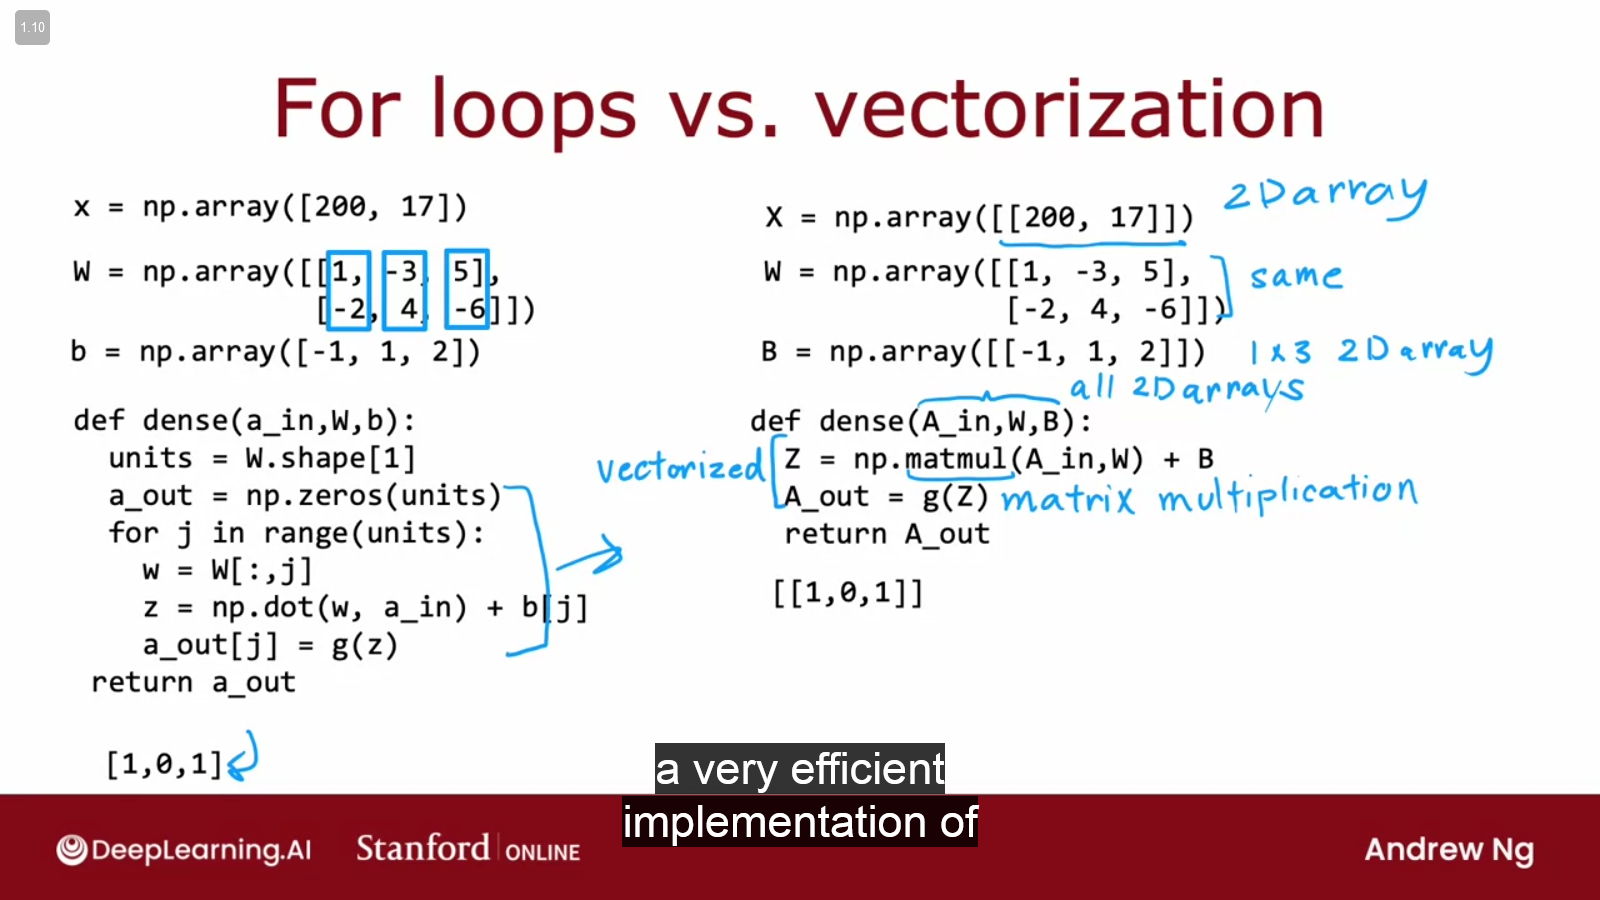 1.10
For loops vs. vectorization
x = np.array([200, 17])
W = np.array([[1, -3, 5],
[-2, 4, -6]])
b = np.array([-1, 1, 2])
def dense(a_in,W,b):
units = W.shape[1]
a_out = np.zeros(units)
for j in range(units):
w = W[:,j]
z = np.dot(w, a_in) + b[j]
a_out[j] = g(z)
return a_out
[1,0,1]
X = np.array([[200, 17]]) 2D array
W = np.array([[1, -3, 5],
[-2, 4, -6]]) same
B = np.array([[-1, 1, 2]]) 1 x 3 2D array
all 2D arrays
def dense(A_in,W,B):
vectorized Z = np.matmul(A_in,W) + B
A_out = g(Z) matrix multiplication
return A_out
[[1,0,1]]
a very efficient
implementation of
DeepLearning.AI Stanford ONLINE Andrew Ng